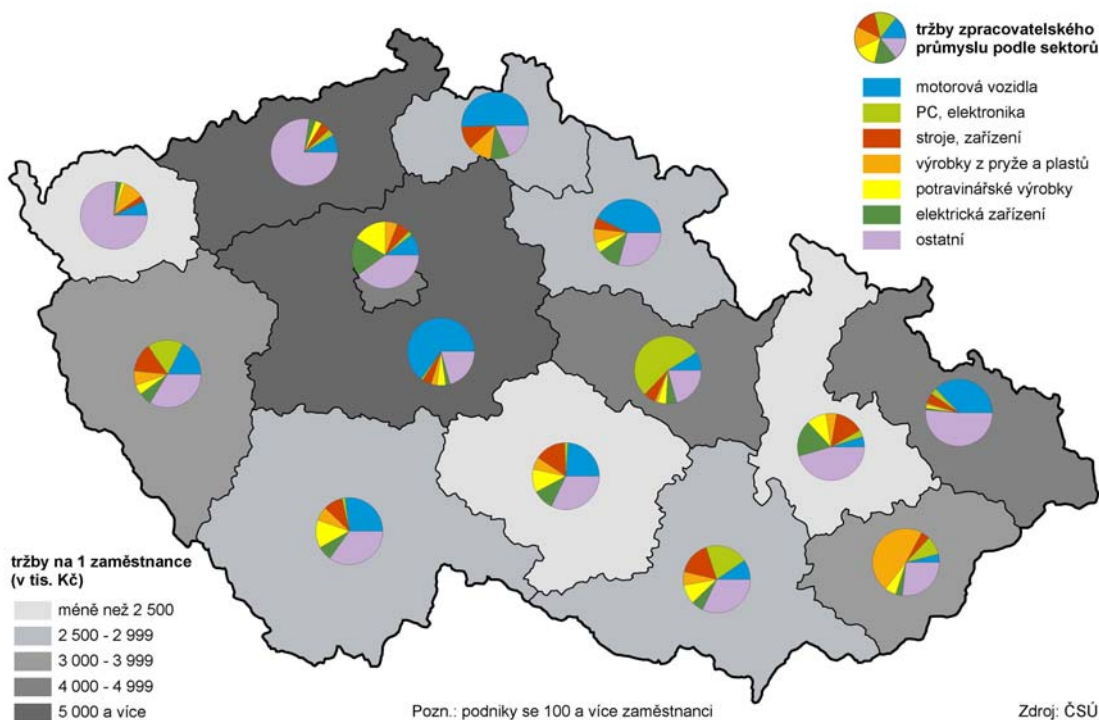 tržby zpracovatelského
průmyslu podle sektorů
motorová vozidla
PC, elektronika
stroje, zařízení
výrobky z pryže a plastů
potravinářské výrobky
elektrická zařízení
ostatní
tržby na 1 zaměstnance
(v tis. Kč)
méně než 2 500
2 500 - 2 999
3 000 - 3 999
4 000 - 4 999
5 000 a více
Pozn.: podniky se 100 a více zaměstnanci
Zdroj: ČSÚ